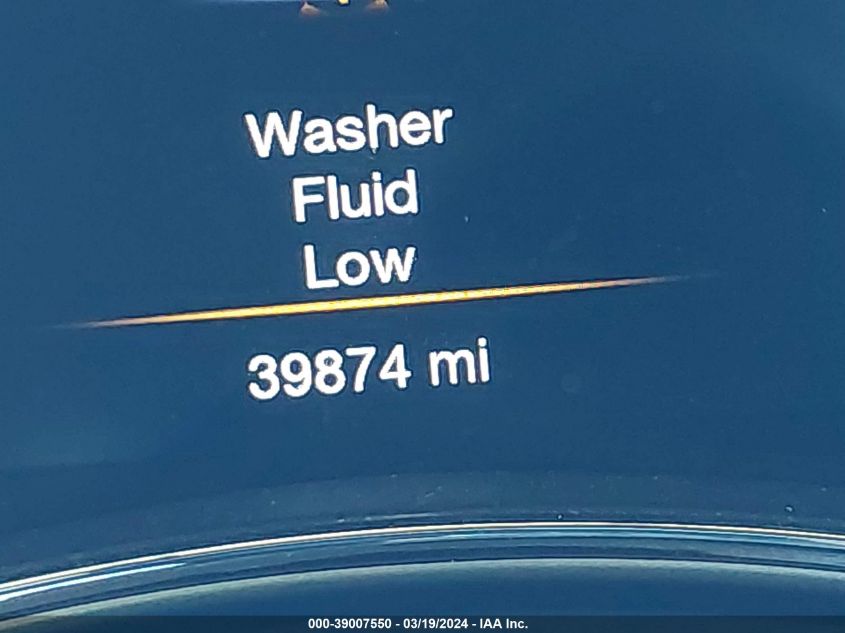 Washer
Fluid
Low
39874 mi
000-39007550 - 03/19/2024 - IAA Inc.